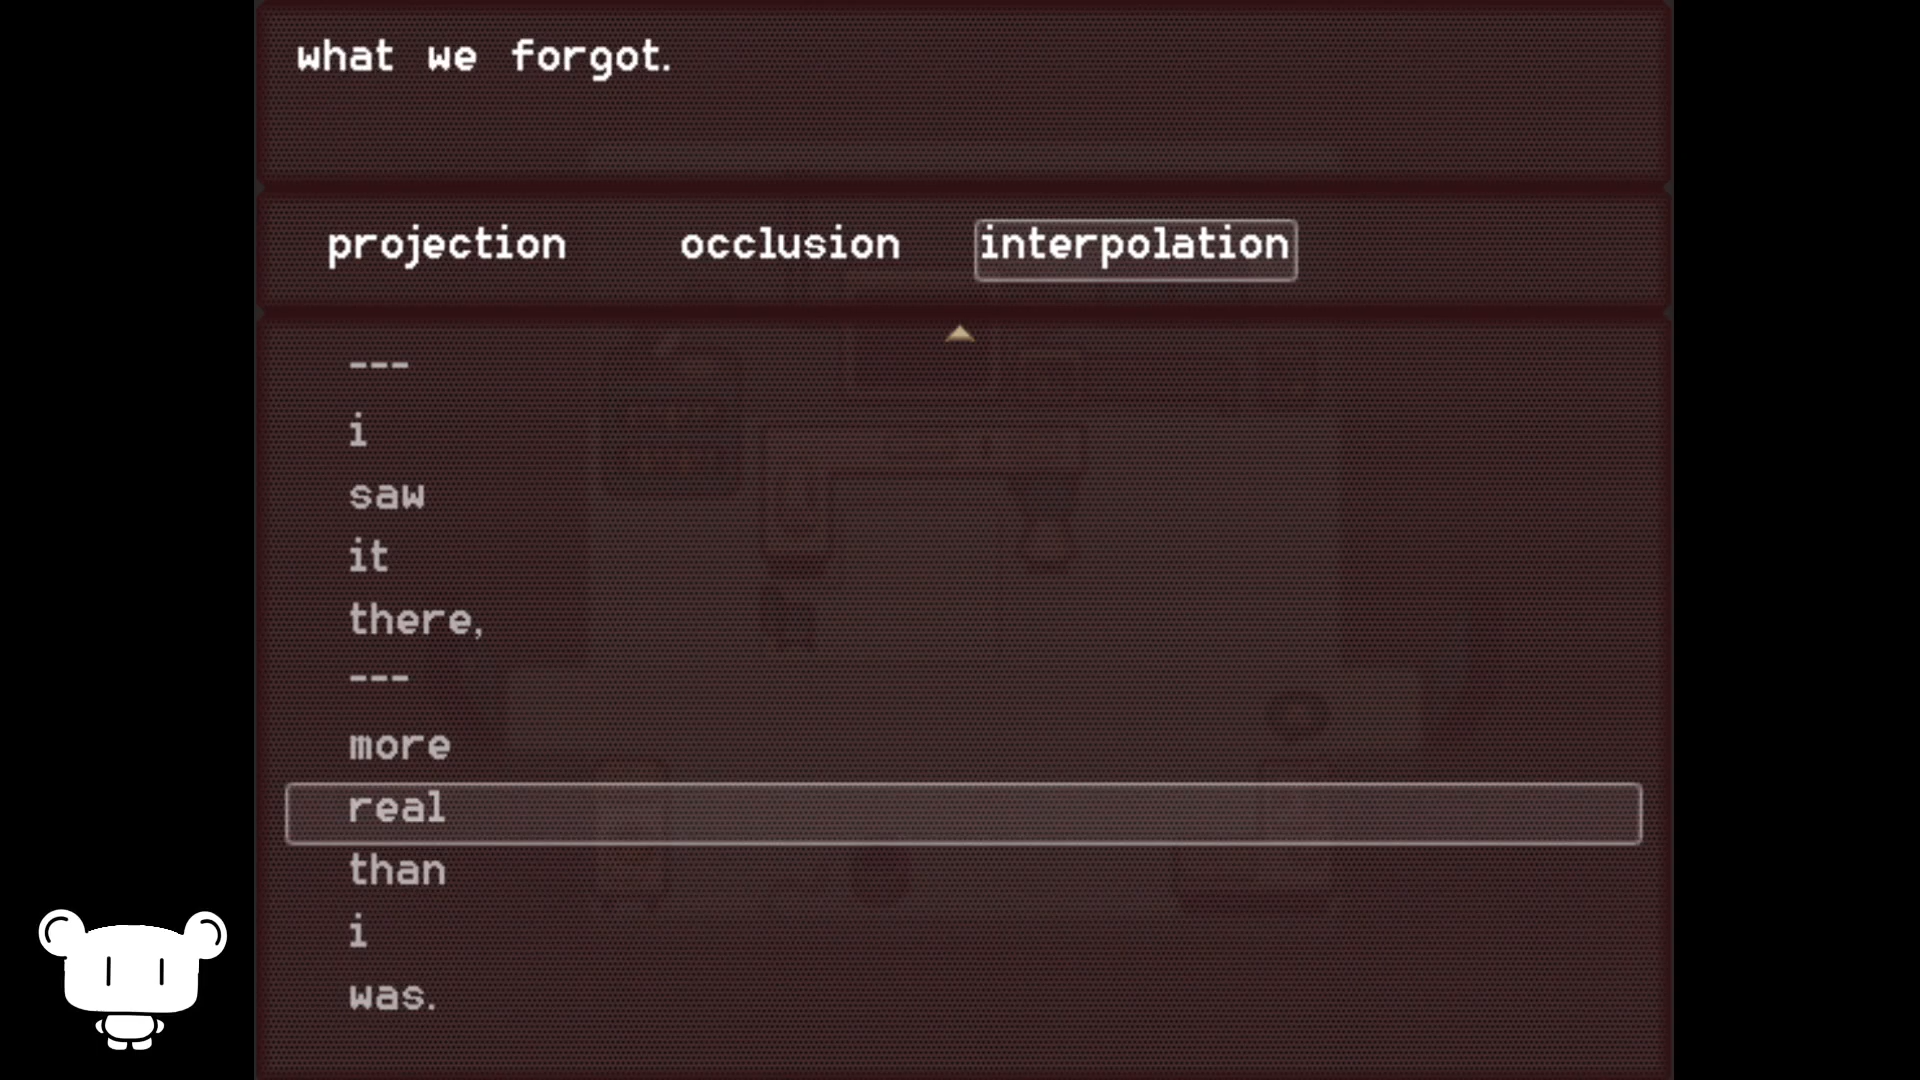 what we forgot.
projection occlusion interpolation
---
i
saw
it
there,
---
more
real
than
i
was.